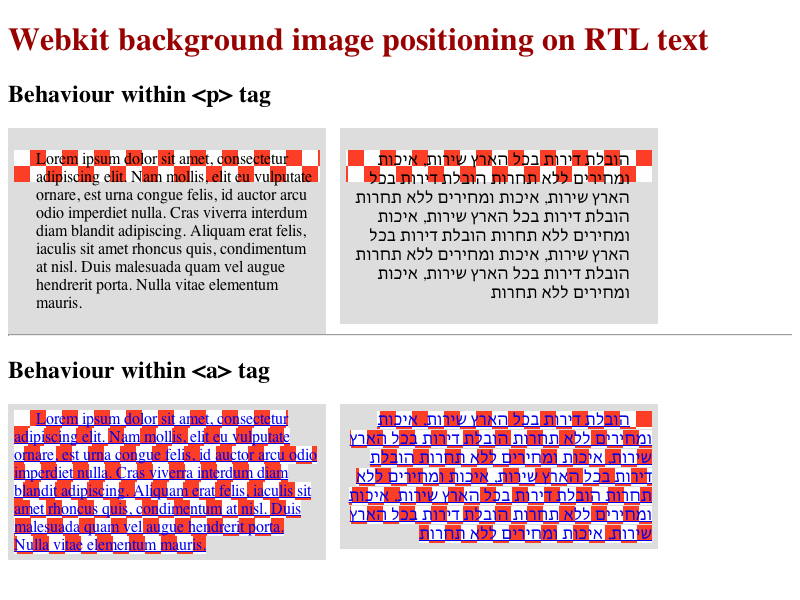 Webkit background image positioning on RTL text
Behaviour within <p> tag
Lorem ipsum dolor sit amet, consectetur
adipiscing elit. Nam mollis, elit eu vulputate
ornare, est urna congue felis, id auctor arcu
odio imperdiet nulla. Cras viverra interdum
diam blandit adipiscing. Aliquam erat felis,
iaculis sit amet rhoncus quis, condimentum
at nisl. Duis malesuada quam vel augue
hendrerit porta. Nulla vitae elementum
mauris.
הובלת דירות בכל הארץ שירות, איכות
ומחירים ללא תחרות הובלת דירות בכל
הארץ שירות, איכות ומחירים ללא תחרות
הובלת דירות בכל הארץ שירות, איכות
ומחירים ללא תחרות הובלת דירות בכל
הארץ שירות, איכות ומחירים ללא תחרות
הובלת דירות בכל הארץ שירות, איכות
ומחירים ללא תחרות
Behaviour within <a> tag
Lorem ipsum dolor sit amet, consectetur
adipiscing elit. Nam mollis, elit eu vulputate
ornare, est urna congue felis, id auctor arcu odio
imperdiet nulla. Cras viverra interdum diam
blandit adipiscing. Aliquam erat felis, iaculis sit
amet rhoncus quis, condimentum at nisl. Duis
malesuada quam vel augue hendrerit porta.
Nulla vitae elementum mauris.
הובלת דירות בכל הארץ שירות, איכות
ומחירים ללא תחרות הובלת דירות בכל הארץ
שירות, איכות ומחירים ללא תחרות הובלת
דירות בכל הארץ שירות, איכות ומחירים ללא
תחרות הובלת דירות בכל הארץ שירות, איכות
ומחירים ללא תחרות הובלת דירות בכל הארץ
שירות, איכות ומחירים ללא תחרות